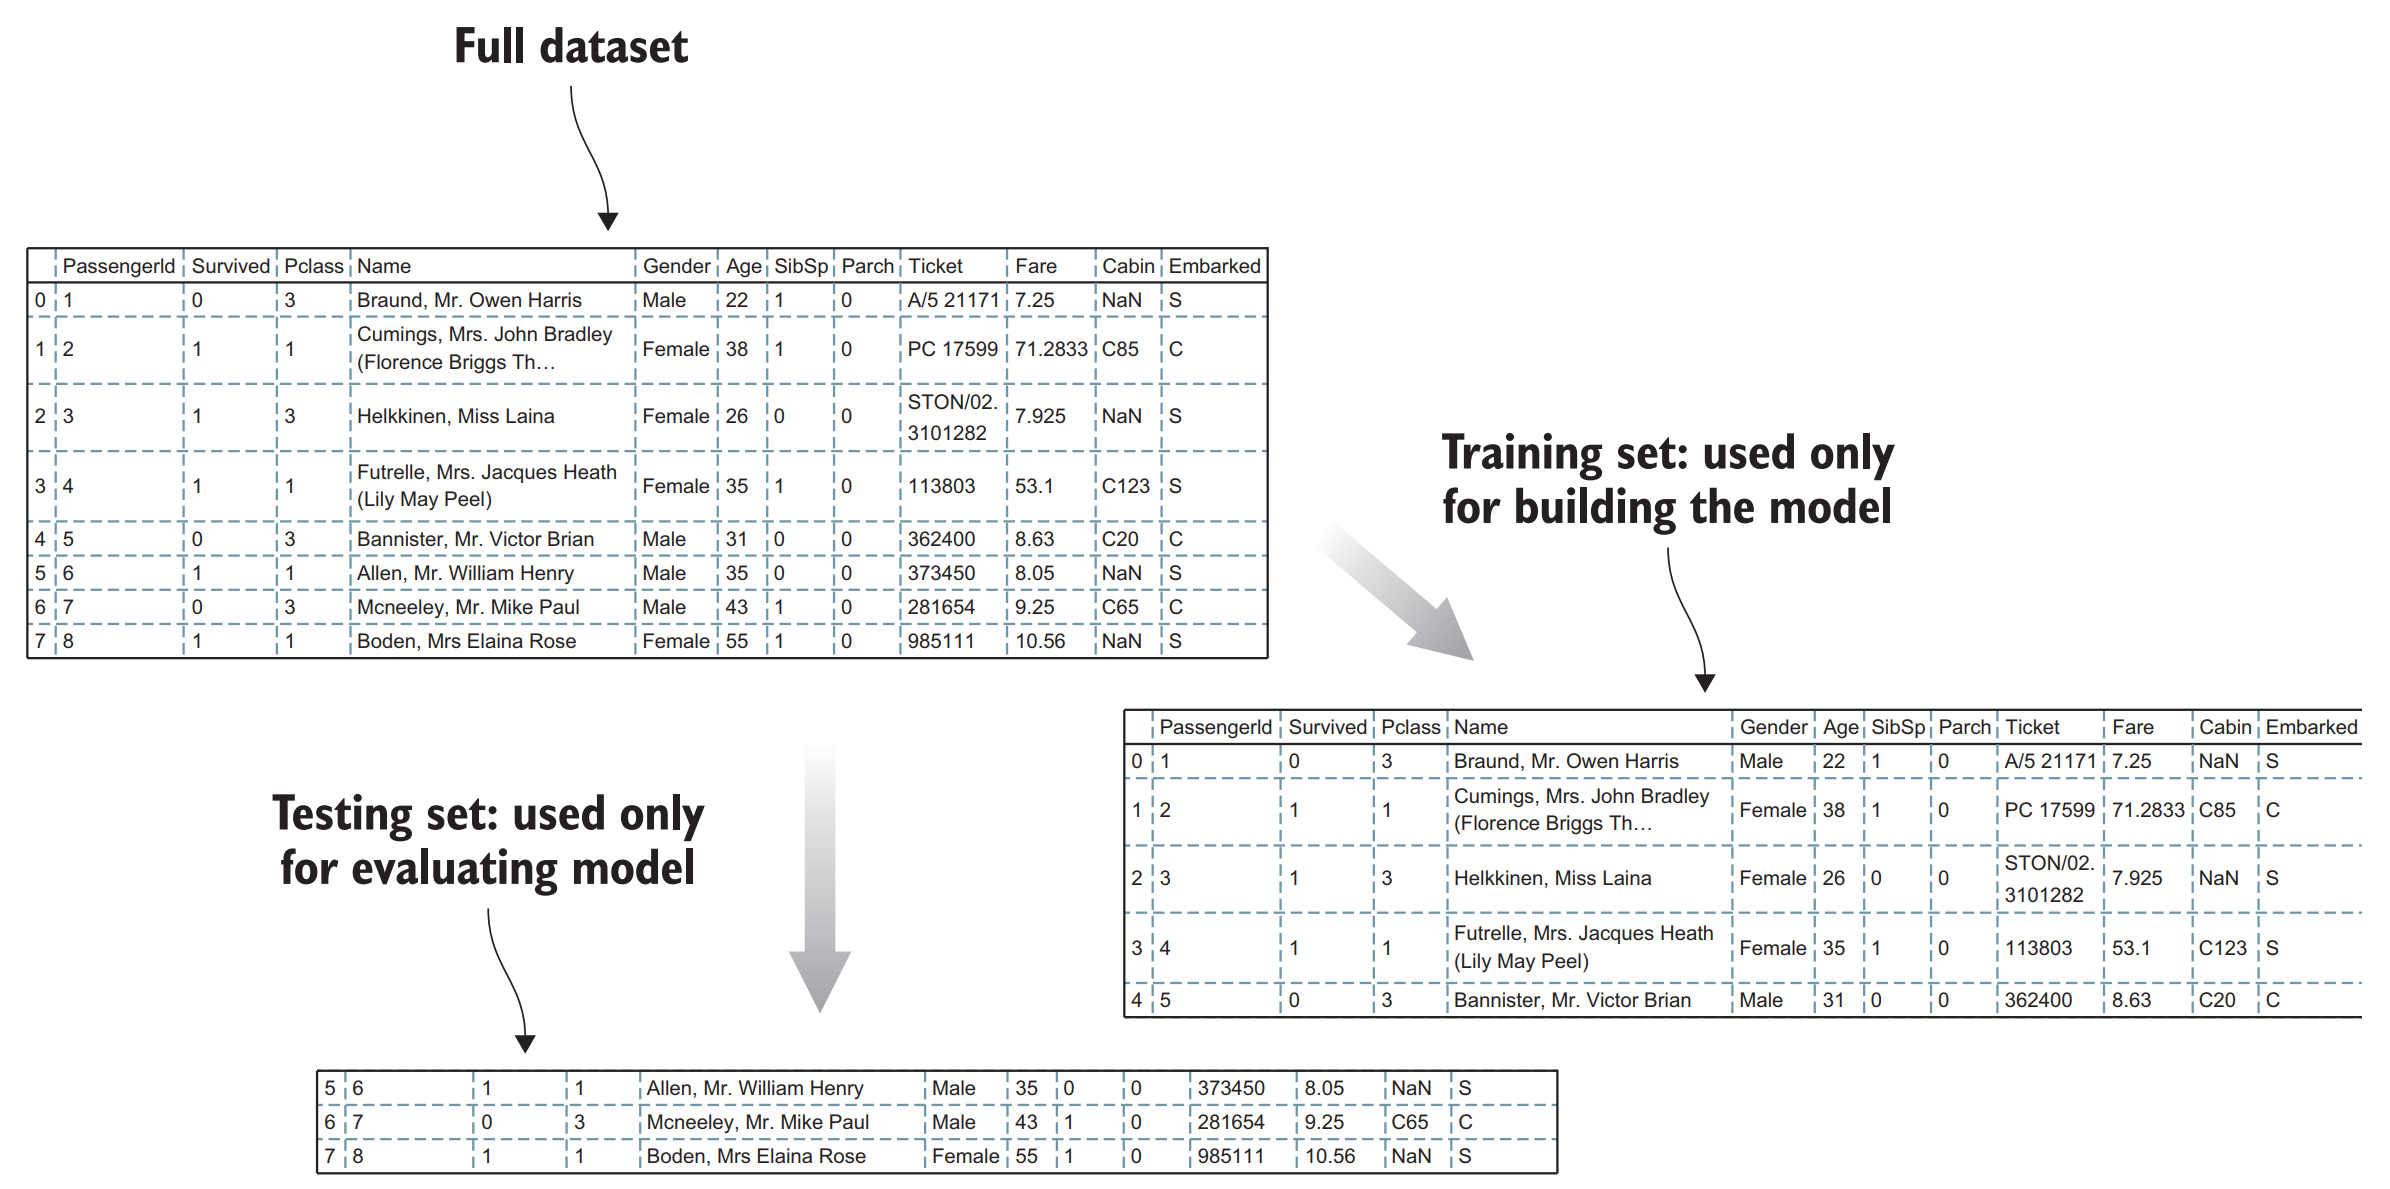 Full dataset
PassengerId Survived Pclass Name Gender Age SibSp Parch Ticket Fare Cabin Embarked
0 1 0 3 Braund, Mr. Owen Harris Male 22 1 0 A/5 21171 7.25 NaN S
1 2 1 1 Cumings, Mrs. John Bradley
(Florence Briggs Th… Female 38 1 0 PC 17599 71.2833 C85 C
2 3 1 3 Helkkinen, Miss Laina Female 26 0 0 STON/02.
3101282 7.925 NaN S
3 4 1 1 Futrelle, Mrs. Jacques Heath
(Lily May Peel) Female 35 1 0 113803 53.1 C123 S
4 5 0 3 Bannister, Mr. Victor Brian Male 31 0 0 362400 8.63 C20 C
5 6 1 1 Allen, Mr. William Henry Male 35 0 0 373450 8.05 NaN S
6 7 0 3 Mcneeley, Mr. Mike Paul Male 43 1 0 281654 9.25 C65 C
7 8 1 1 Boden, Mrs Elaina Rose Female 55 1 0 985111 10.56 NaN S
Training set: used only
for building the model
PassengerId Survived Pclass Name Gender Age SibSp Parch Ticket Fare Cabin Embarked
0 1 0 3 Braund, Mr. Owen Harris Male 22 1 0 A/5 21171 7.25 NaN S
1 2 1 1 Cumings, Mrs. John Bradley
(Florence Briggs Th… Female 38 1 0 PC 17599 71.2833 C85 C
2 3 1 3 Helkkinen, Miss Laina Female 26 0 0 STON/02.
3101282 7.925 NaN S
3 4 1 1 Futrelle, Mrs. Jacques Heath
(Lily May Peel) Female 35 1 0 113803 53.1 C123 S
4 5 0 3 Bannister, Mr. Victor Brian Male 31 0 0 362400 8.63 C20 C
Testing set: used only
for evaluating model
5 6 1 1 Allen, Mr. William Henry Male 35 0 0 373450 8.05 NaN S
6 7 0 3 Mcneeley, Mr. Mike Paul Male 43 1 0 281654 9.25 C65 C
7 8 1 1 Boden, Mrs Elaina Rose Female 55 1 0 985111 10.56 NaN S